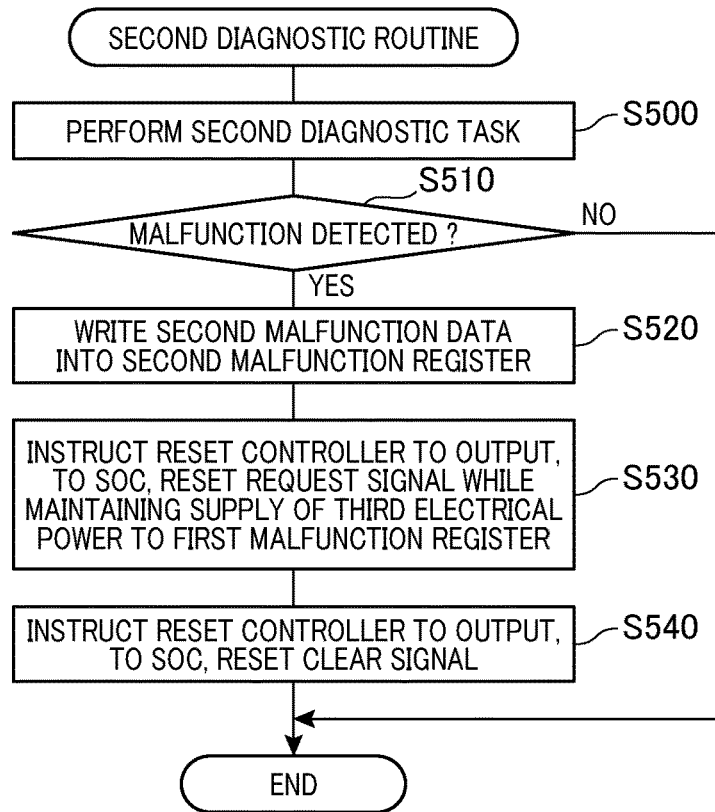 SECOND DIAGNOSTIC ROUTINE
PERFORM SECOND DIAGNOSTIC TASK
S500
S510
MALFUNCTION DETECTED ?
NO
YES
WRITE SECOND MALFUNCTION DATA
INTO SECOND MALFUNCTION REGISTER
S520
INSTRUCT RESET CONTROLLER TO OUTPUT,
TO SOC, RESET REQUEST SIGNAL WHILE
MAINTAINING SUPPLY OF THIRD ELECTRICAL
POWER TO FIRST MALFUNCTION REGISTER
S530
INSTRUCT RESET CONTROLLER TO OUTPUT,
TO SOC, RESET CLEAR SIGNAL
S540
END